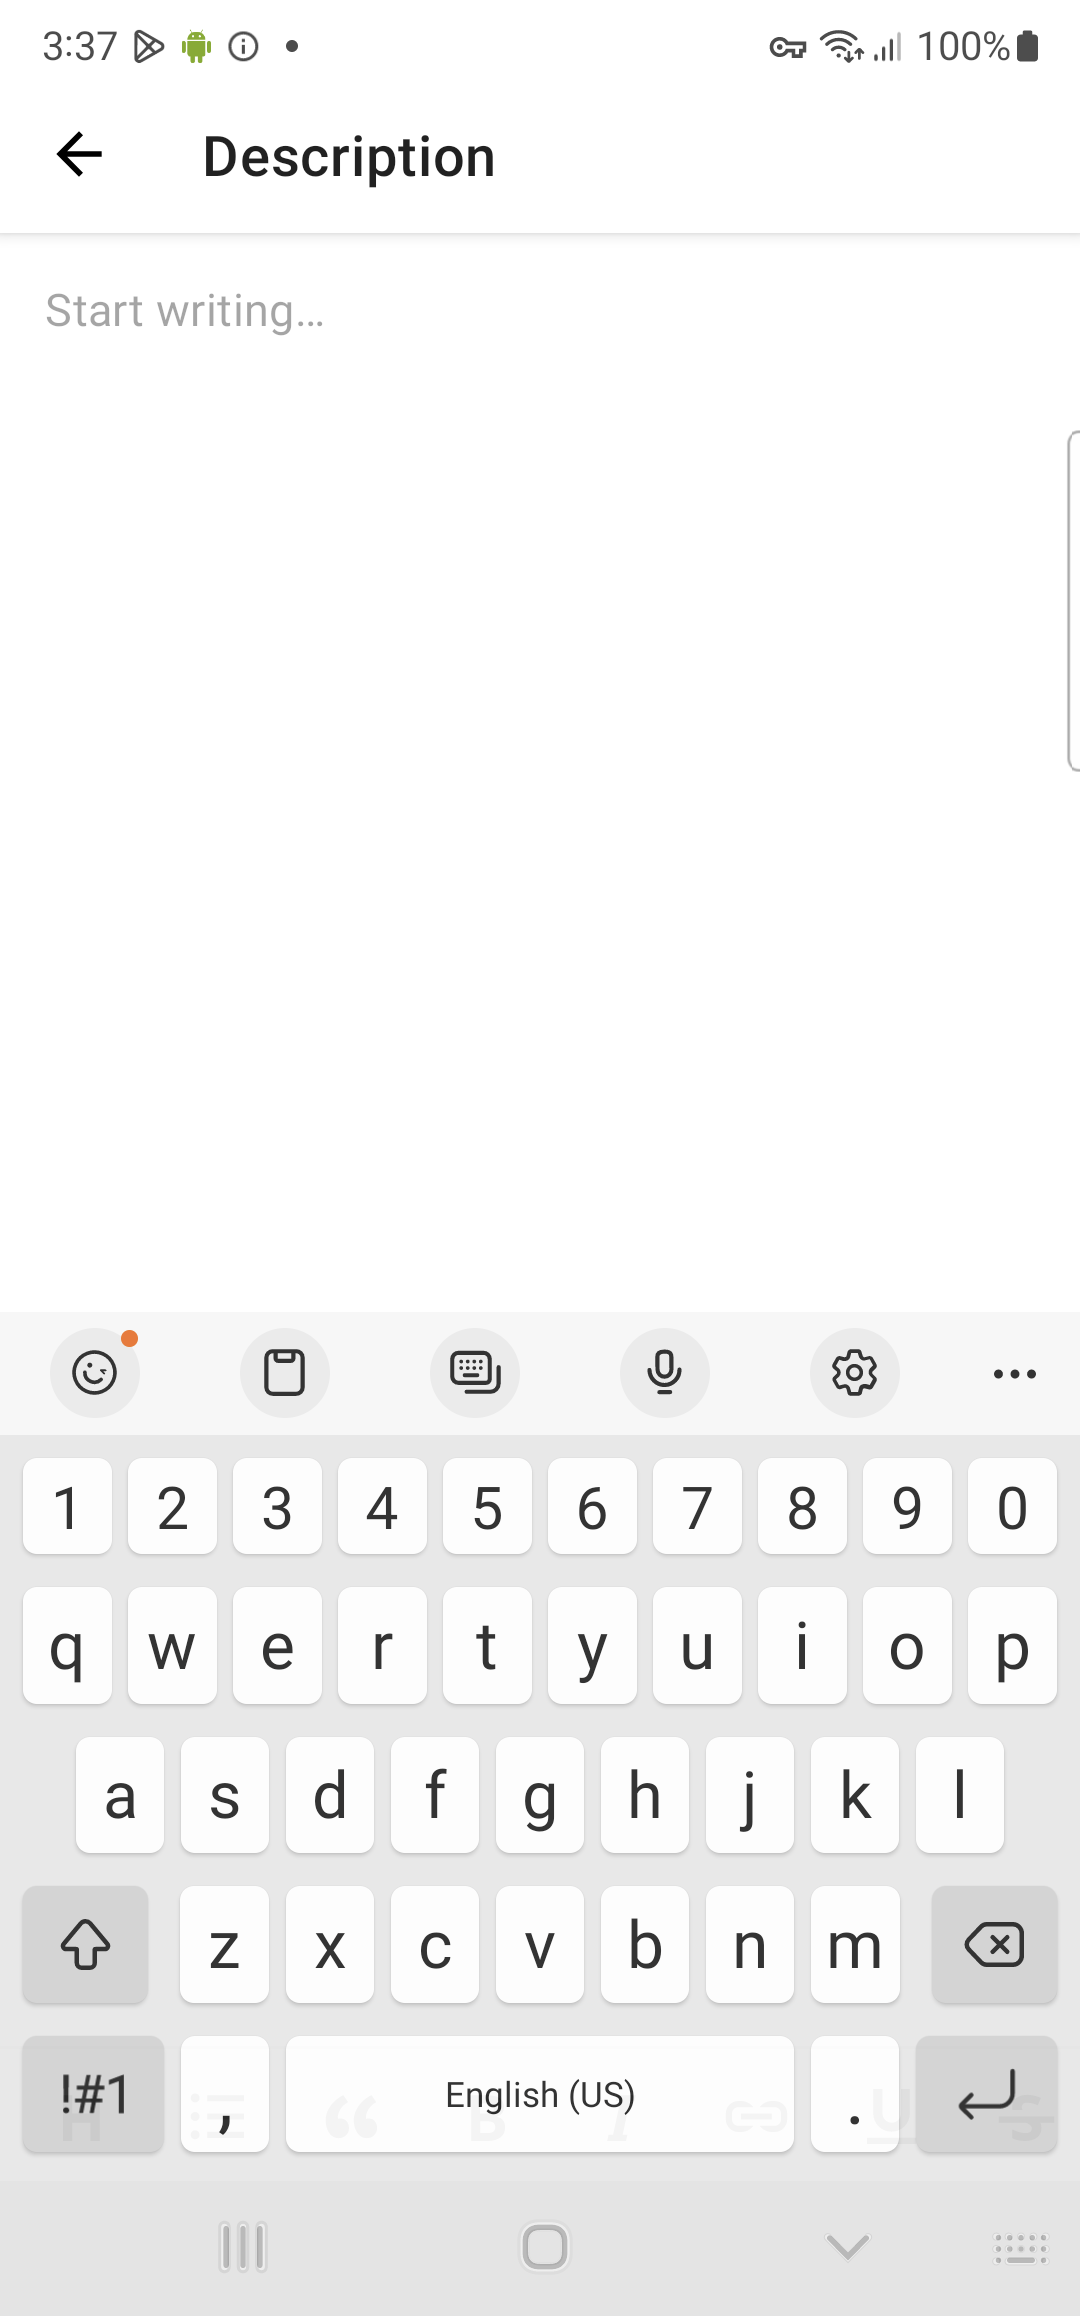 3:37 100%
Description
Start writing…
1 2 3 4 5 6 7 8 9 0
q w e r t y u i o p
a s d f g h j k l
z x c v b n m
!#1 , English (US) .
H B I U S